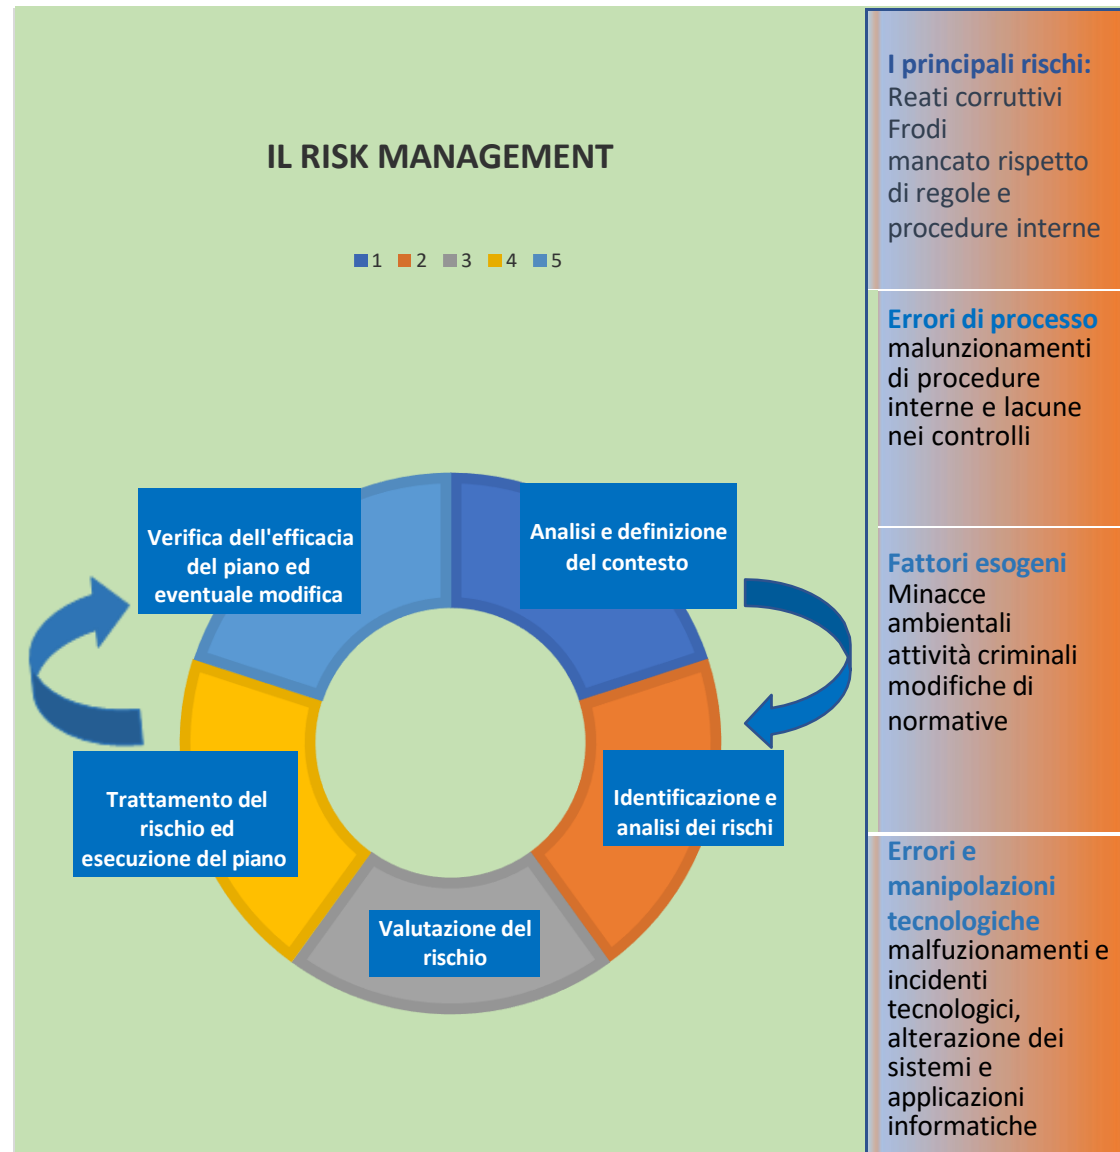 IL RISK MANAGEMENT
1 2 3 4 5
Verifica dell'efficacia
del piano ed
eventuale modifica
Analisi e definizione
del contesto
Trattamento del
rischio ed
esecuzione del piano
Identificazione e
analisi dei rischi
Valutazione del
rischio
I principali rischi:
Reati corruttivi
Frodi
mancato rispetto
di regole e
procedure interne
Errori di processo
malunzionamenti
di procedure
interne e lacune
nei controlli
Fattori esogeni
Minacce
ambientali
attività criminali
modifiche di
normative
Errori e
manipolazioni
tecnologiche
malfuzionamenti e
incidenti
tecnologici,
alterazione dei
sistemi e
applicazioni
informatiche